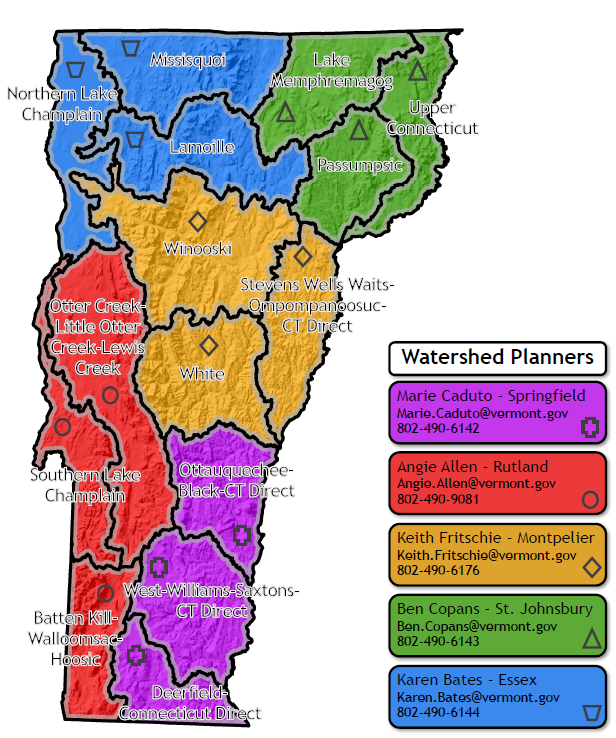 Missisquoi
Lake
Memphremagog
Northern Lake
Champlain
Upper
Connecticut
Lamoille
Passumpsic
Winooski
Stevens Wells Waits-
Ompompanoosuc-
CT Direct
Otter Creek-
Little Otter
Creek-Lewis
Creek
White
Southern Lake
Champlain
Ottauquechee-
Black-CT Direct
West-Williams-Saxtons-
CT Direct
Batten Kill-
Walloomsac-
Hoosic
Deerfield-
Connecticut Direct
Watershed Planners
Marie Caduto - Springfield
Marie.Caduto@vermont.gov
802-490-6142
Angie Allen - Rutland
Angie.Allen@vermont.gov
802-490-9081
Keith Fritschie - Montpelier
Keith.Fritschie@vermont.gov
802-490-6176
Ben Copans - St. Johnsbury
Ben.Copans@vermont.gov
802-490-6143
Karen Bates - Essex
Karen.Bates@vermont.gov
802-490-6144